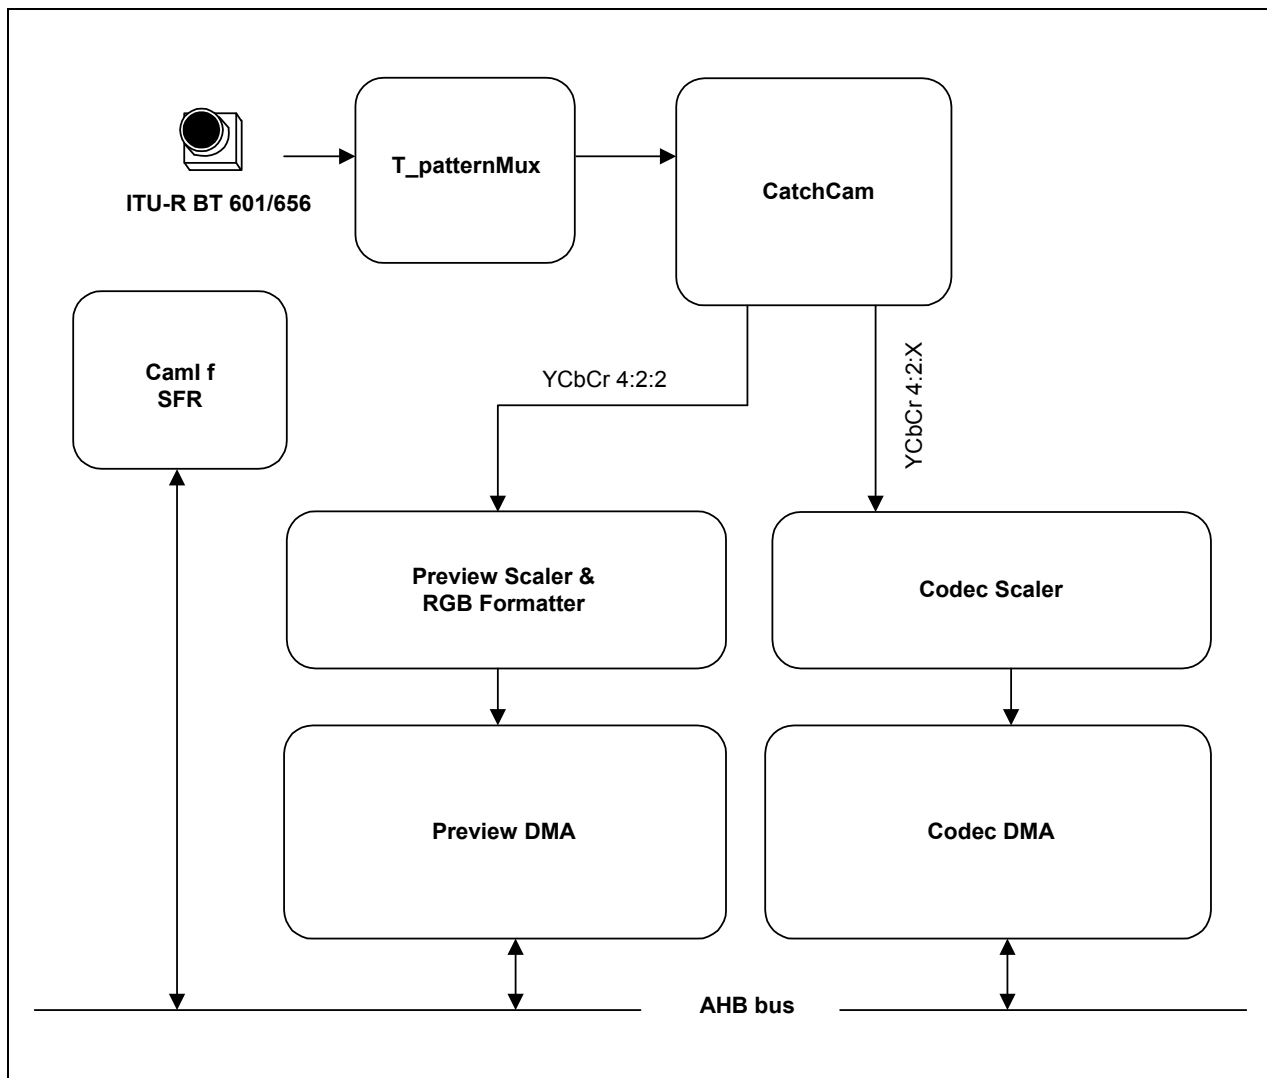 T_patternMux
CatchCam
ITU-R BT 601/656
CamI f
SFR
YCbCr 4:2:2
YCbCr 4:2:X
Preview Scaler &
RGB Formatter
Codec Scaler
Preview DMA
Codec DMA
AHB bus